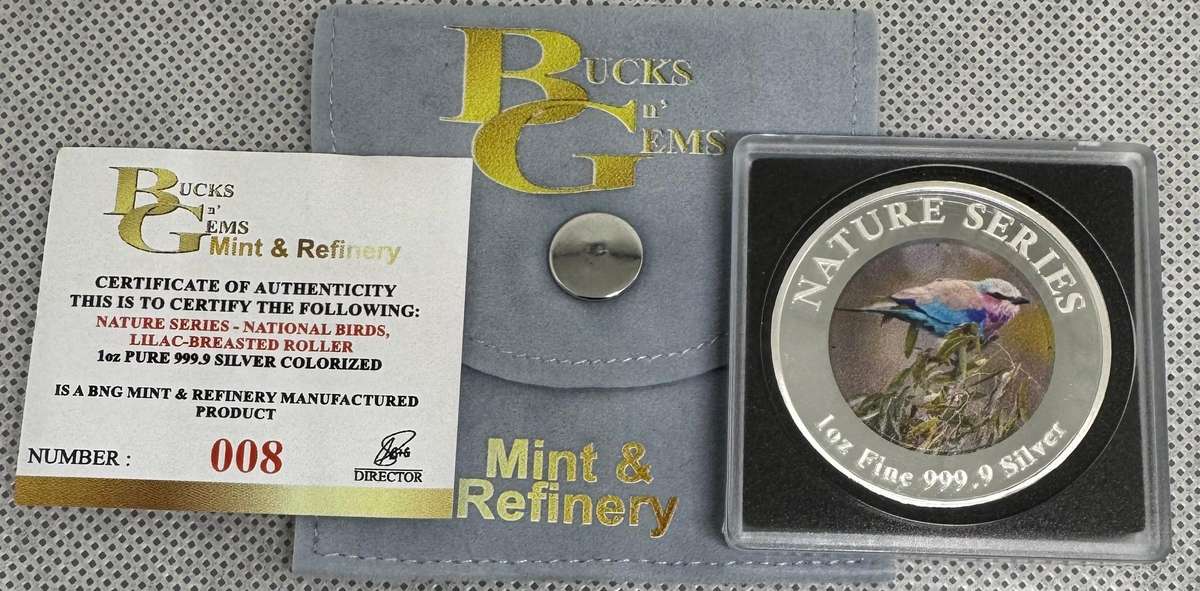 BUCKS
n'
GEMS
Mint & Refinery
CERTIFICATE OF AUTHENTICITY
THIS IS TO CERTIFY THE FOLLOWING:
NATURE SERIES - NATIONAL BIRDS,
LILAC-BREASTED ROLLER
1oz PURE 999.9 SILVER COLORIZED
IS A BNG MINT & REFINERY MANUFACTURED
PRODUCT
NUMBER : 008
DIRECTOR
BUCKS
n'
GEMS
Mint &
Refinery
NATURE SERIES
1oz Fine 999.9 Silver